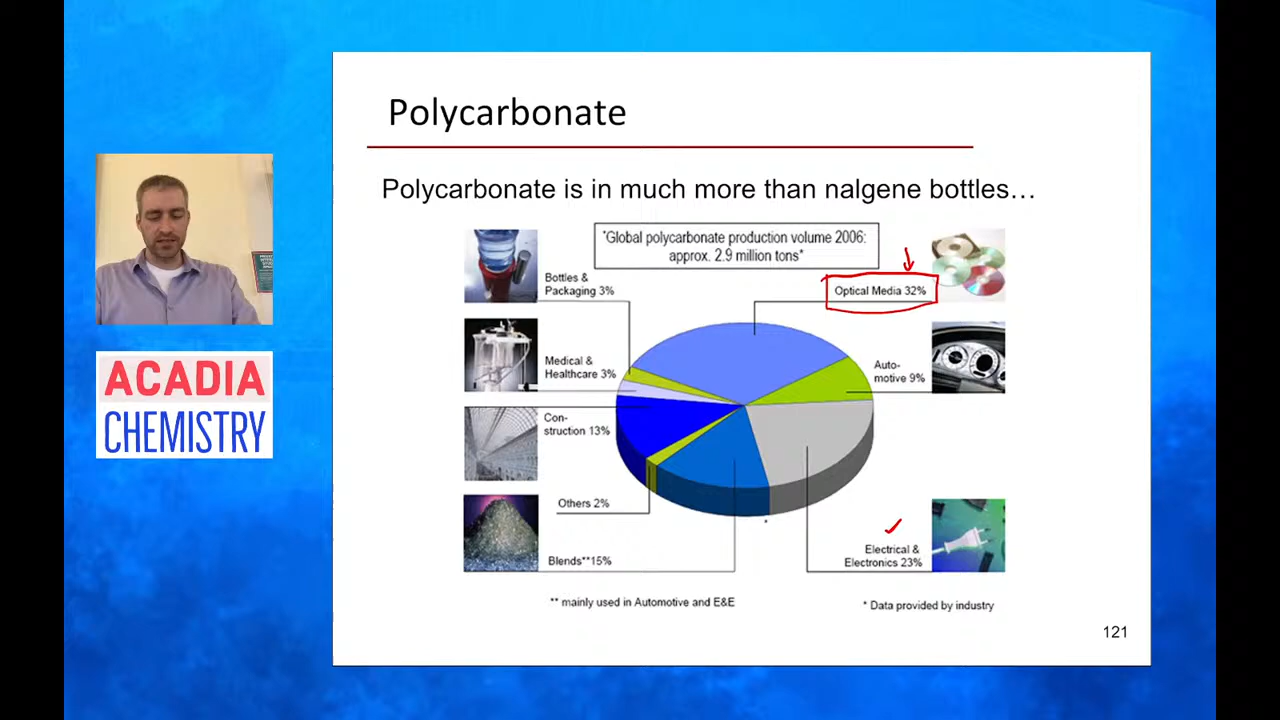 Polycarbonate
Polycarbonate is in much more than nalgene bottles…
*Global polycarbonate production volume 2006:
approx. 2.9 million tons*
Bottles &
Packaging 3%
Optical Media 32%
Medical &
Healthcare 3%
Auto-
motive 9%
ACADIA
CHEMISTRY
Con-
struction 13%
Others 2%
Blends**15%
Electrical &
Electronics 23%
** mainly used in Automotive and E&E
* Data provided by industry
121